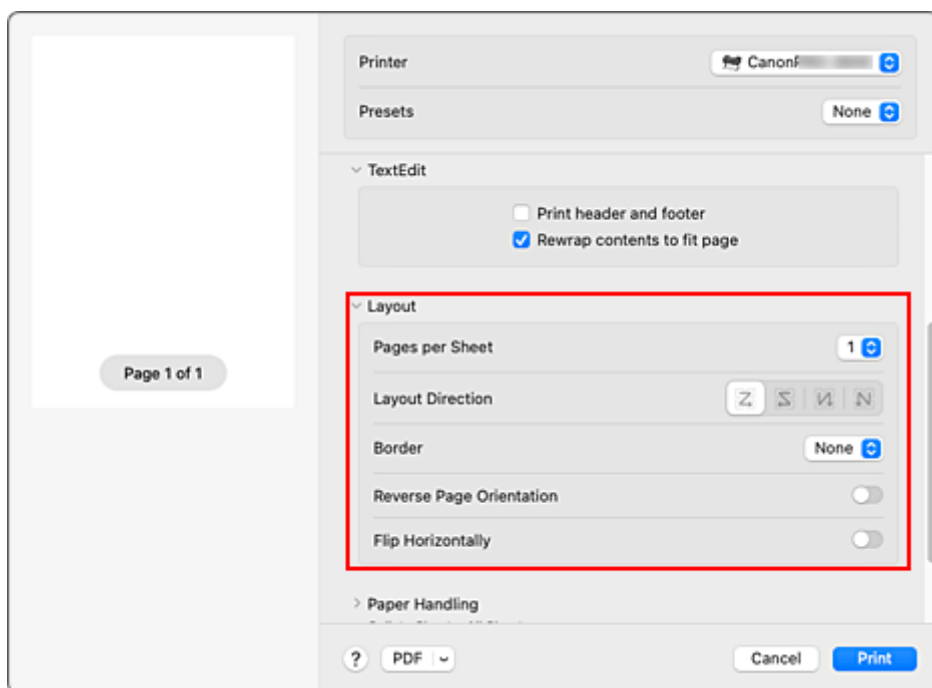 Printer
Canon
Presets
None
TextEdit
Print header and footer
Rewrap contents to fit page
Layout
Pages per Sheet
1
Layout Direction
Border
None
Reverse Page Orientation
Flip Horizontally
Page 1 of 1
Paper Handling
?
PDF
Cancel
Print